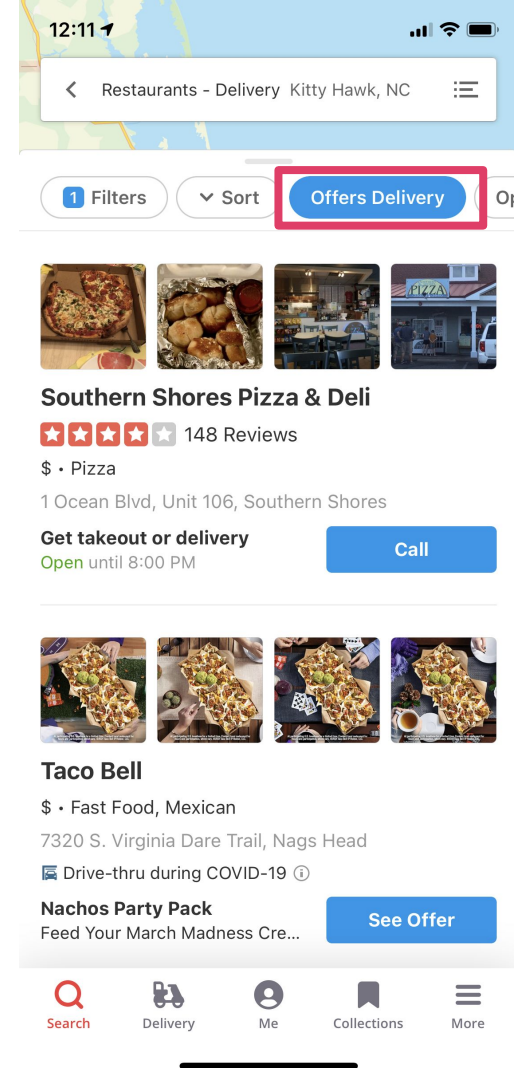 12:11
Restaurants - Delivery Kitty Hawk, NC
1 Filters
Sort
Offers Delivery
Op
PIZZA
Southern Shores Pizza & Deli
148 Reviews
$ • Pizza
1 Ocean Blvd, Unit 106, Southern Shores
Get takeout or delivery
Open until 8:00 PM
Call
Taco Bell
$ • Fast Food, Mexican
7320 S. Virginia Dare Trail, Nags Head
Drive-thru during COVID-19
Nachos Party Pack
Feed Your March Madness Cre...
See Offer
Search
Delivery
Me
Collections
More